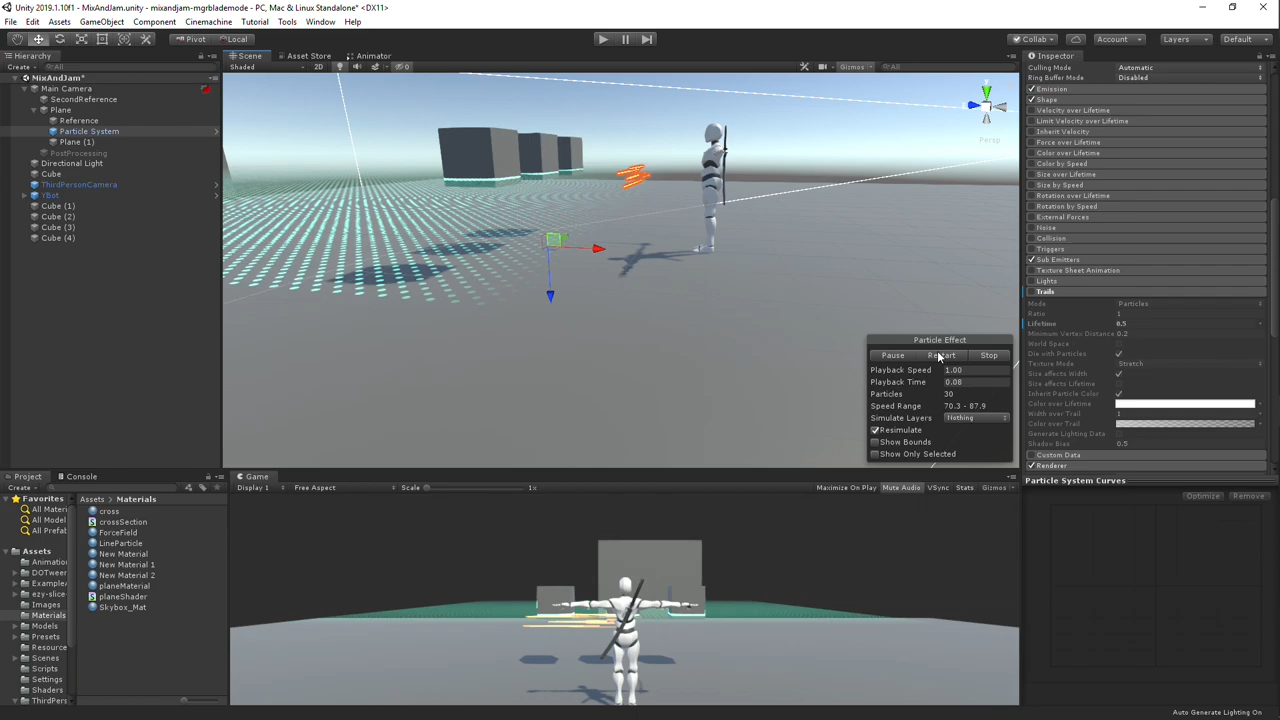 Unity 2019.1.10f1 - MixAndJam.unity - mixandjam-mgrblademode - PC, Mac & Linux Standalone* <DX11>
File Edit Assets GameObject Component Cinemachine Tutorial Tools Window Help
Pivot Local Collab Account Layers Default
Hierarchy
Create All
MixAndJam*
Main Camera
SecondReference
Plane
Reference
Particle System
Plane (1)
PostProcessing
Directional Light
Cube
ThirdPersonCamera
YBot
Cube (1)
Cube (2)
Cube (3)
Cube (4)
Scene Asset Store Animator
Shaded 2D 0 Gizmos All
y
Persp
Particle Effect
Pause Restart Stop
Playback Speed 1.00
Playback Time 0.08
Particles 30
Speed Range 70.3 - 87.9
Simulate Layers Nothing
Resimulate
Show Bounds
Show Only Selected
Inspector
Culling Mode Automatic
Ring Buffer Mode Disabled
Emission
Shape
Velocity over Lifetime
Limit Velocity over Lifetime
Inherit Velocity
Force over Lifetime
Color over Lifetime
Color by Speed
Size over Lifetime
Size by Speed
Rotation over Lifetime
Rotation by Speed
External Forces
Noise
Collision
Triggers
Sub Emitters
Texture Sheet Animation
Lights
Trails
Mode Particles
Ratio 1
Lifetime 0.5
Minimum Vertex Distance 0.2
World Space
Die with Particles
Texture Mode Stretch
Size affects Width
Size affects Lifetime
Inherit Particle Color
Color over Lifetime
Width over Trail 1
Color over Trail
Generate Lighting Data
Shadow Bias 0.5
Custom Data
Renderer
Particle System Curves
Optimize Remove
Project Console
Create
Favorites
All Materi
All Model
All Prefab
Assets
Animation
DOTween
Example
ezy-slice
Images
Materials
Models
Presets
Resource
Scenes
Scripts
Settings
Shaders
ThirdPers
Assets Materials
cross
crossSection
ForceField
LineParticle
New Material
New Material 1
New Material 2
planeMaterial
planeShader
Skybox_Mat
Game
Display 1 Free Aspect Scale 1x Maximize On Play Mute Audio VSync Stats Gizmos
Auto Generate Lighting On